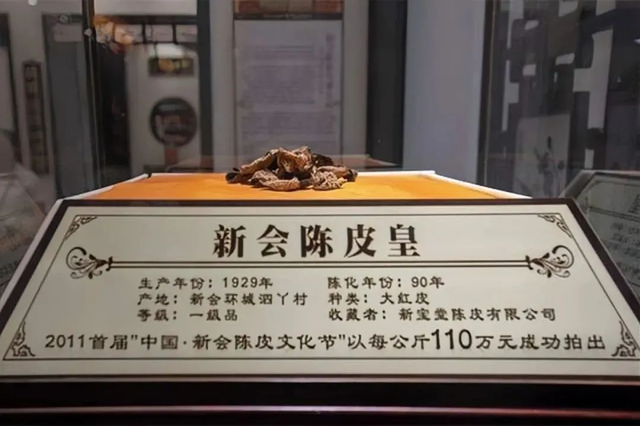 新会陈皮皇
生产年份：1929年 陈化年份：90年
产地：新会环城泗丫村 种类：大紅皮
等级：一级品 收藏者：新宝堂陈皮有限公司
2011首届"中国·新会陈皮文化节"以每公斤110万元成功拍出